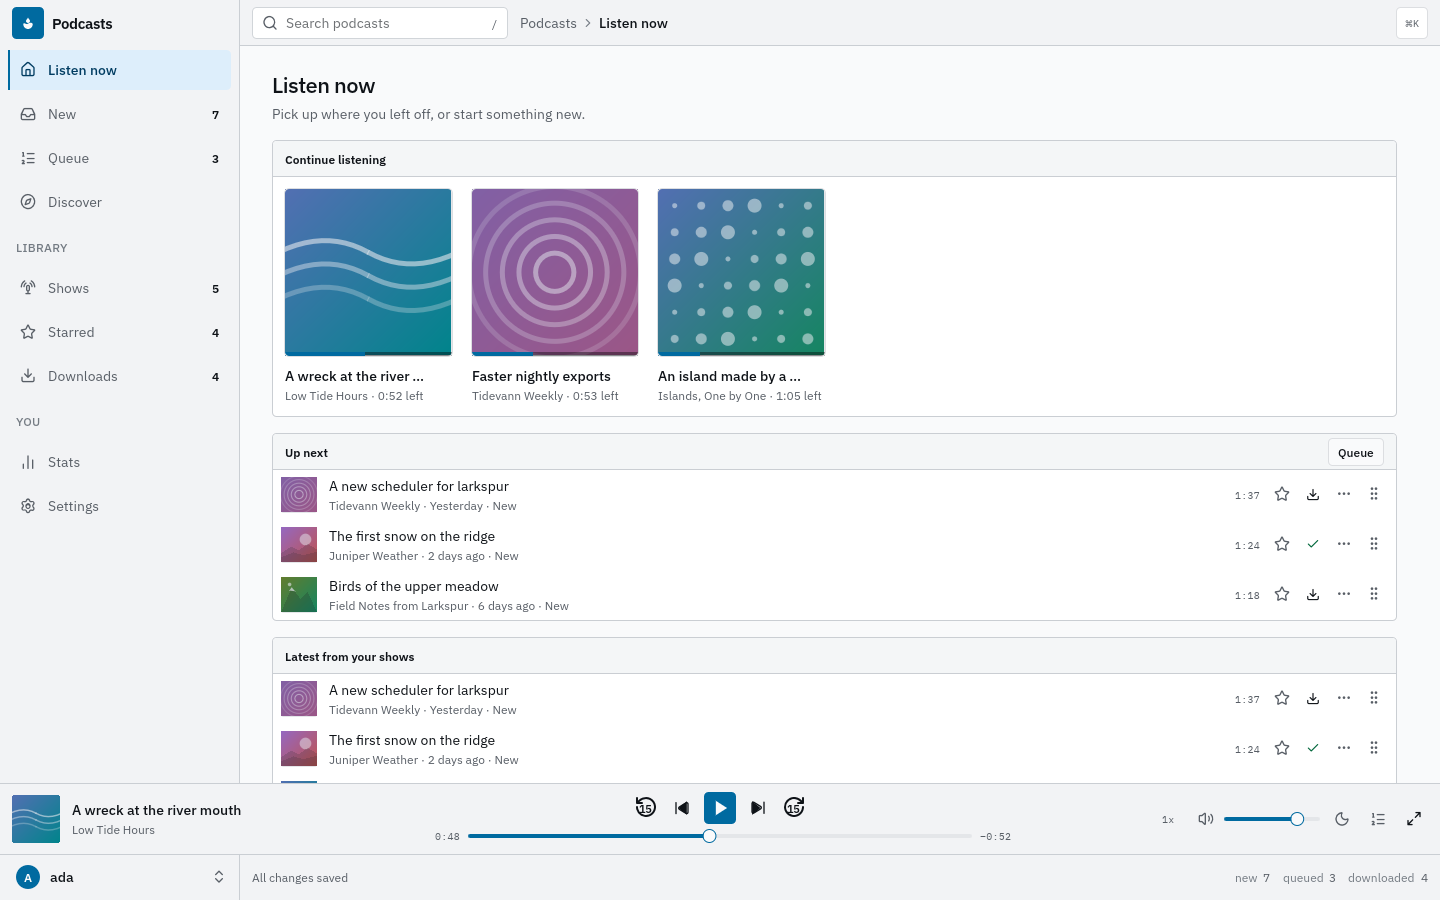 Podcasts
Search podcasts /
Podcasts > Listen now
⌘K
Listen now
New 7
Queue 3
Discover
LIBRARY
Shows 5
Starred 4
Downloads 4
YOU
Stats
Settings
Listen now
Pick up where you left off, or start something new.
Continue listening
A wreck at the river ...
Low Tide Hours · 0:52 left
Faster nightly exports
Tidevann Weekly · 0:53 left
An island made by a ...
Islands, One by One · 1:05 left
Up next
Queue
A new scheduler for larkspur
Tidevann Weekly · Yesterday · New
1:37
The first snow on the ridge
Juniper Weather · 2 days ago · New
1:24
Birds of the upper meadow
Field Notes from Larkspur · 6 days ago · New
1:18
Latest from your shows
A new scheduler for larkspur
Tidevann Weekly · Yesterday · New
1:37
The first snow on the ridge
Juniper Weather · 2 days ago · New
1:24
A wreck at the river mouth
Low Tide Hours
15
15
0:48
−0:52
1x
A ada
All changes saved
new 7 queued 3 downloaded 4